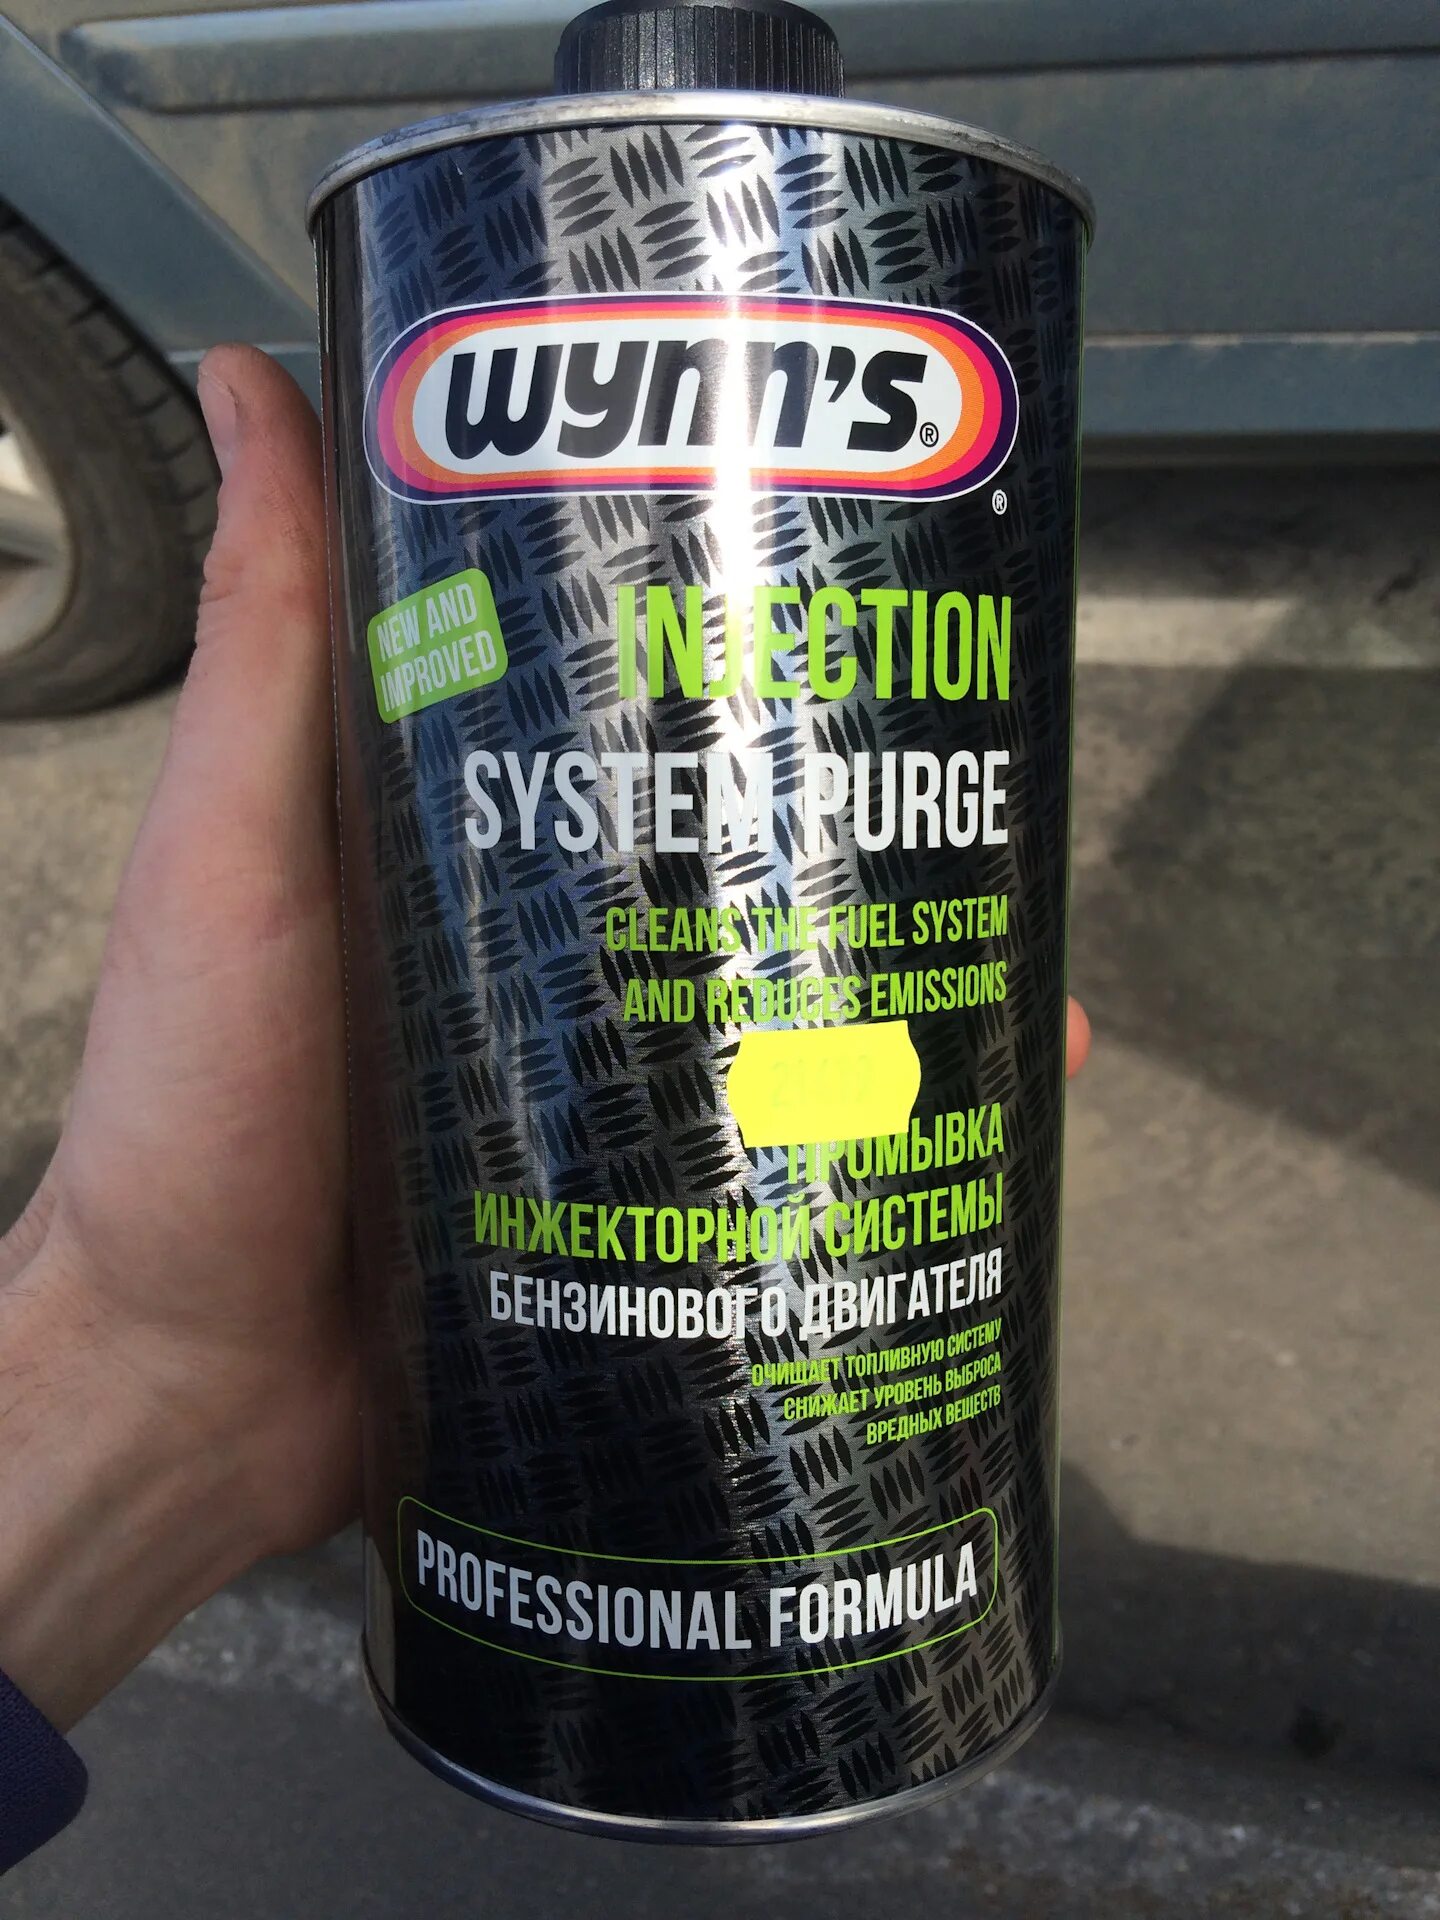 Wynn's®
®
NEW AND
IMPROVED
INJECTION
SYSTEM PURGE
CLEANS THE FUEL SYSTEM
AND REDUCES EMISSIONS
ПРОМЫВКА
ИНЖЕКТОРНОЙ СИСТЕМЫ
БЕНЗИНОВОГО ДВИГАТЕЛЯ
ОЧИЩАЕТ ТОПЛИВНУЮ СИСТЕМУ
СНИЖАЕТ УРОВЕНЬ ВЫБРОСА
ВРЕДНЫХ ВЕЩЕСТВ
PROFESSIONAL FORMULA